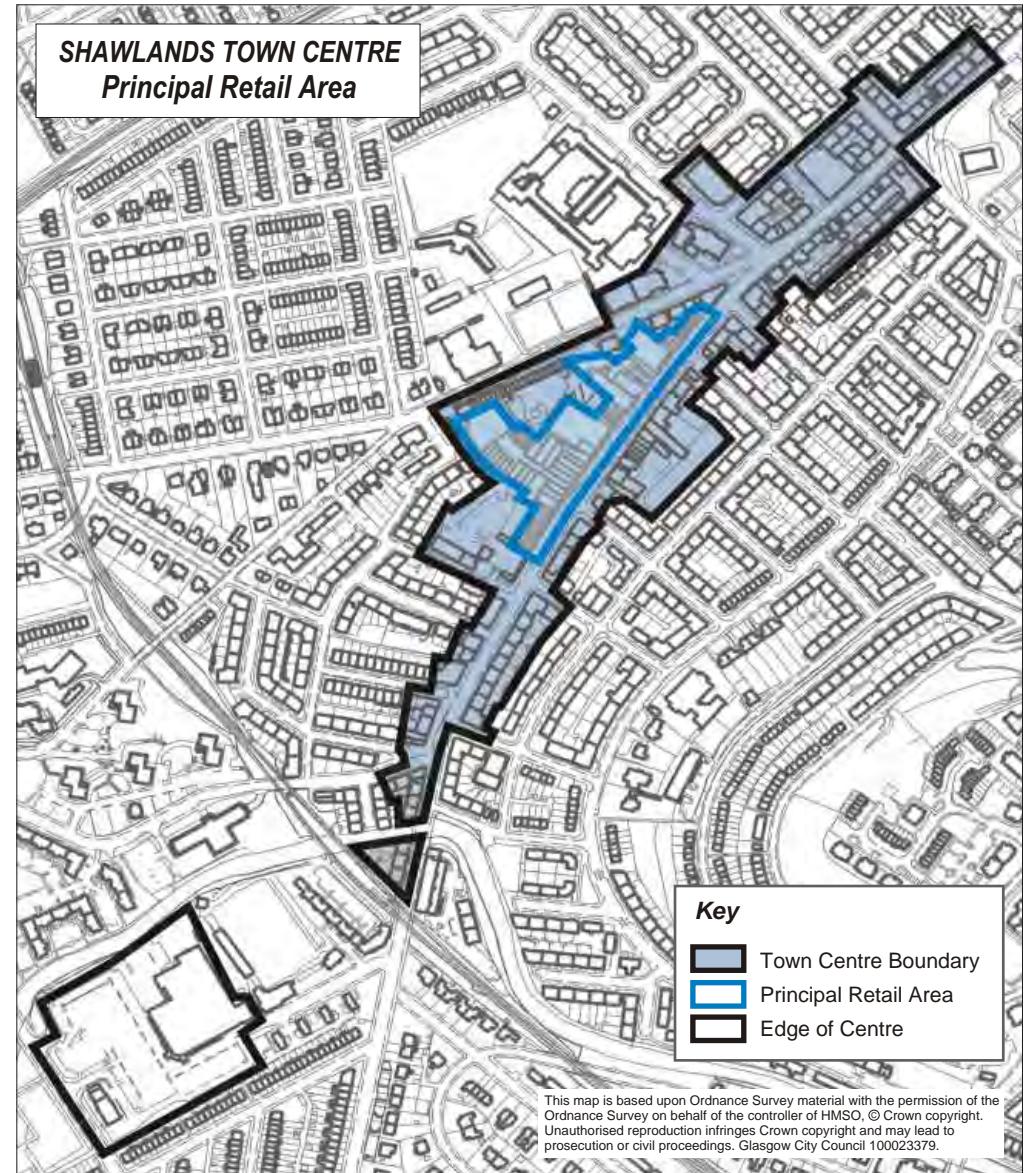 SHAWLANDS TOWN CENTRE
Principal Retail Area
Key
Town Centre Boundary
Principal Retail Area
Edge of Centre
This map is based upon Ordnance Survey material with the permission of the
Ordnance Survey on behalf of the controller of HMSO, © Crown copyright.
Unauthorised reproduction infringes Crown copyright and may lead to
prosecution or civil proceedings. Glasgow City Council 100023379.